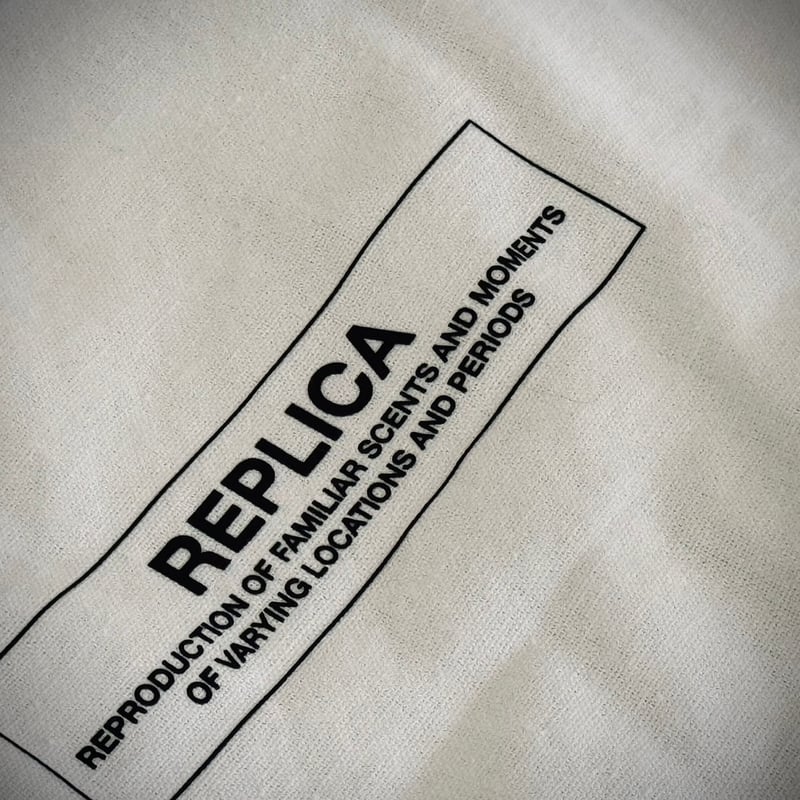 REPLICA
REPRODUCTION OF FAMILIAR SCENTS AND MOMENTS
OF VARYING LOCATIONS AND PERIODS